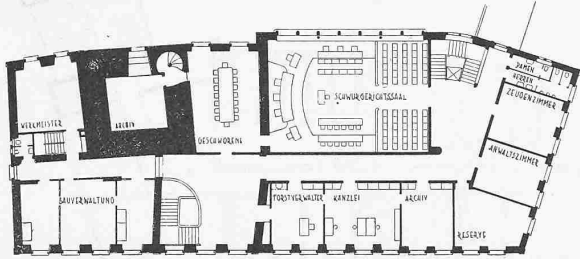 DAMEN
HERREN
ZEUGENZIMMER
SCHWURGERICHTSSAAL
WERKMEISTER
ARCHIV
GESCHWORENE
ANWALTSZIMMER
BAUVERWALTUNG
FORSTVERWALTER
KANZLEI
ARCHIV
RESERVE